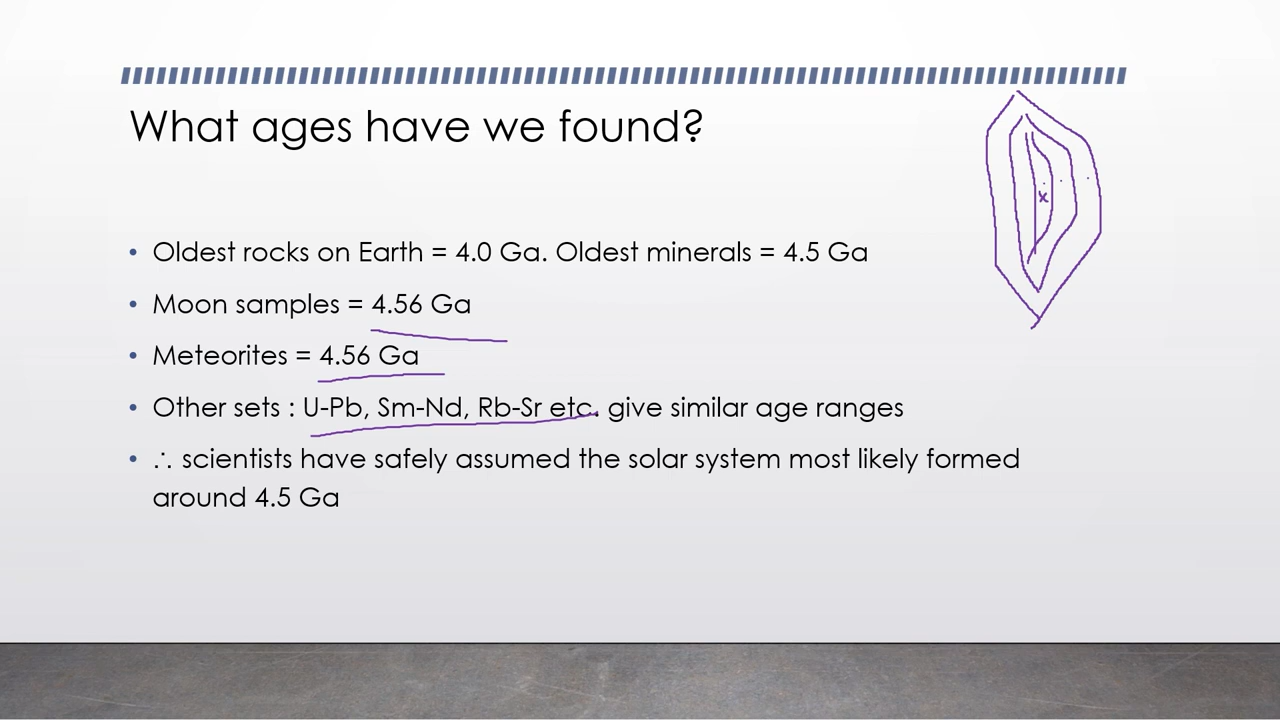 What ages have we found?
• Oldest rocks on Earth = 4.0 Ga. Oldest minerals = 4.5 Ga
• Moon samples = 4.56 Ga
• Meteorites = 4.56 Ga
• Other sets : U-Pb, Sm-Nd, Rb-Sr etc. give similar age ranges
• ∴ scientists have safely assumed the solar system most likely formed
around 4.5 Ga
x